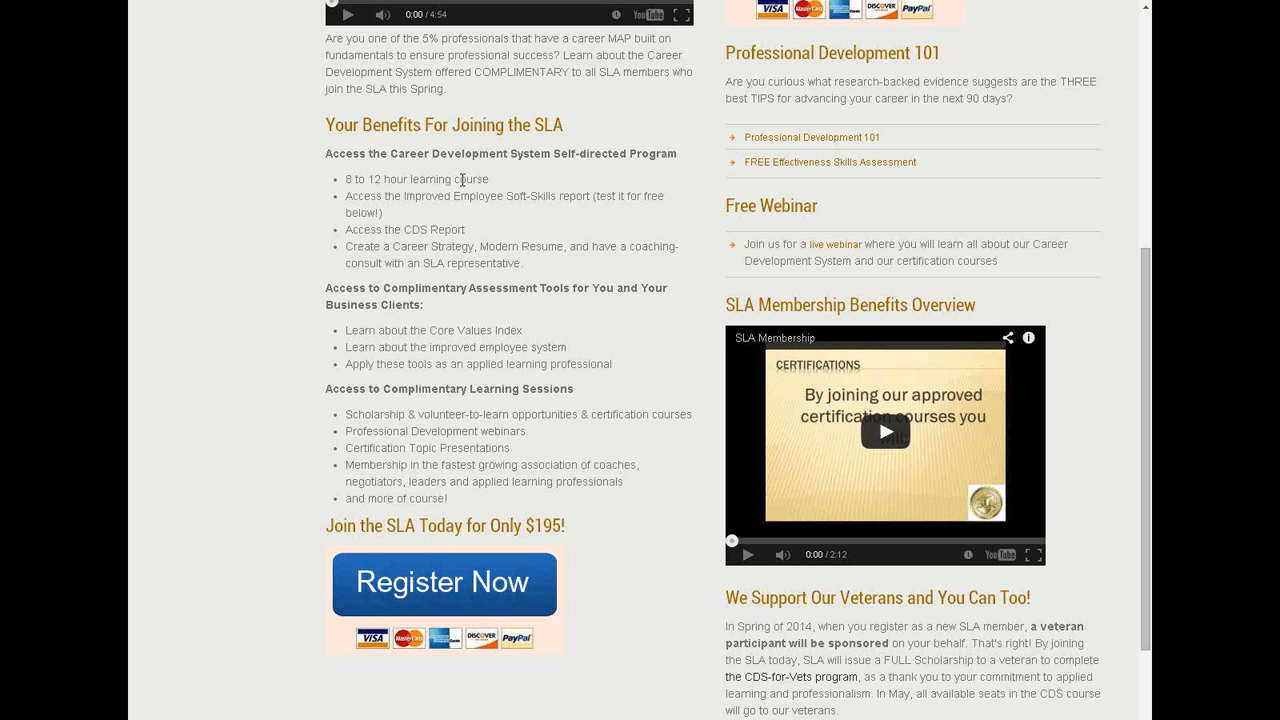 0:00 / 4:54
YouTube
Are you one of the 5% professionals that have a career MAP built on
fundamentals to ensure professional success? Learn about the Career
Development System offered COMPLIMENTARY to all SLA members who
join the SLA this Spring.
Your Benefits For Joining the SLA
Access the Career Development System Self-directed Program
8 to 12 hour learning course
Access the Improved Employee Soft-Skills report (test it for free
below!)
Access the CDS Report
Create a Career Strategy, Modern Resume, and have a coaching-
consult with an SLA representative.
Access to Complimentary Assessment Tools for You and Your
Business Clients:
Learn about the Core Values Index
Learn about the improved employee system
Apply these tools as an applied learning professional
Access to Complimentary Learning Sessions
Scholarship & volunteer-to-learn opportunities & certification courses
Professional Development webinars
Certification Topic Presentations
Membership in the fastest growing association of coaches,
negotiators, leaders and applied learning professionals
and more of course!
Join the SLA Today for Only $195!
Register Now
VISA MasterCard DISCOVER PayPal
VISA MasterCard DISCOVER PayPal
Professional Development 101
Are you curious what research-backed evidence suggests are the THREE
best TIPS for advancing your career in the next 90 days?
Professional Development 101
FREE Effectiveness Skills Assessment
Free Webinar
Join us for a live webinar where you will learn all about our Career
Development System and our certification courses
SLA Membership Benefits Overview
SLA Membership
CERTIFICATIONS
By joining our approved
certification courses you
0:00 / 2:12
YouTube
We Support Our Veterans and You Can Too!
In Spring of 2014, when you register as a new SLA member, a veteran
participant will be sponsored on your behalf. That's right! By joining
the SLA today, SLA will issue a FULL Scholarship to a veteran to complete
the CDS-for-Vets program, as a thank you to your commitment to applied
learning and professionalism. In May, all available seats in the CDS course
will go to our veterans.